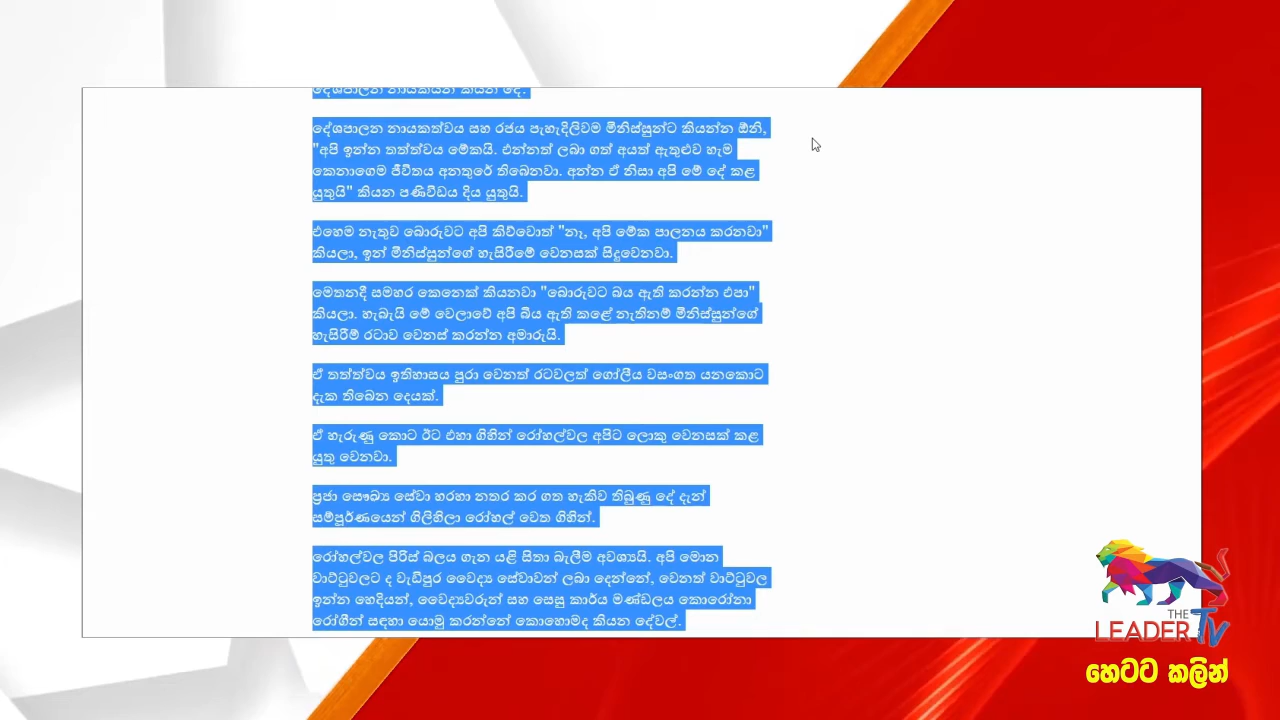 දේශපාලන නායකයන් කියන දේ.
දේශපාලන නායකත්වය සහ රජය පැහැදිලිවම මිනිස්සුන්ට කියන්න ඕනි,
"අපි ඉන්න තත්ත්වය මේකයි. එන්නත් ලබා ගත් අයත් ඇතුළුව හැම
කෙනාගෙම ජීවිතය අනතුරේ තිබෙනවා. අන්න ඒ නිසා අපි මේ දේ කළ
යුතුයි" කියන පණිවිඩය දිය යුතුයි.
එහෙම නැතුව බොරුවට අපි කිව්වොත් "නෑ, අපි මේක පාලනය කරනවා"
කියලා, ඉන් මිනිස්සුන්ගේ හැසිරීමේ වෙනසක් සිදුවෙනවා.
මෙතනදී සමහර කෙනෙක් කියනවා "බොරුවට බය ඇති කරන්න එපා"
කියලා. හැබැයි මේ වෙලාවේ අපි බිය ඇති කළේ නැතිනම් මිනිස්සුන්ගේ
හැසිරීම් රටාව වෙනස් කරන්න අමාරුයි.
ඒ තත්ත්වය ඉතිහාසය පුරා වෙනත් රටවලත් ගෝලීය වසංගත යනකොට
දැක තිබෙන දෙයක්.
ඒ හැරුණු කොට ඊට එහා ගිහින් රෝහල්වල අපිට ලොකු වෙනසක් කළ
යුතු වෙනවා.
ප්‍රජා සෞඛ්‍ය සේවා හරහා නතර කර ගත හැකිව තිබුණු දේ දැන්
සම්පූර්ණයෙන් ගිලිහිලා රෝහල් වෙත ගිහින්.
රෝහල්වල පිරිස් බලය ගැන යළි සිතා බැලීම අවශ්‍යයි. අපි මොන
වාට්ටුවලට ද වැඩිපුර වෛද්‍ය සේවාවන් ලබා දෙන්නේ, වෙනත් වාට්ටුවල
ඉන්න හෙදියන්, වෛද්‍යවරුන් සහ සෙසු කාර්ය මණ්ඩලය කොරෝනා
රෝගීන් සඳහා යොමු කරන්නේ කොහොමද කියන දේවල්.
THE
LEADER TV
හෙටට කලින්